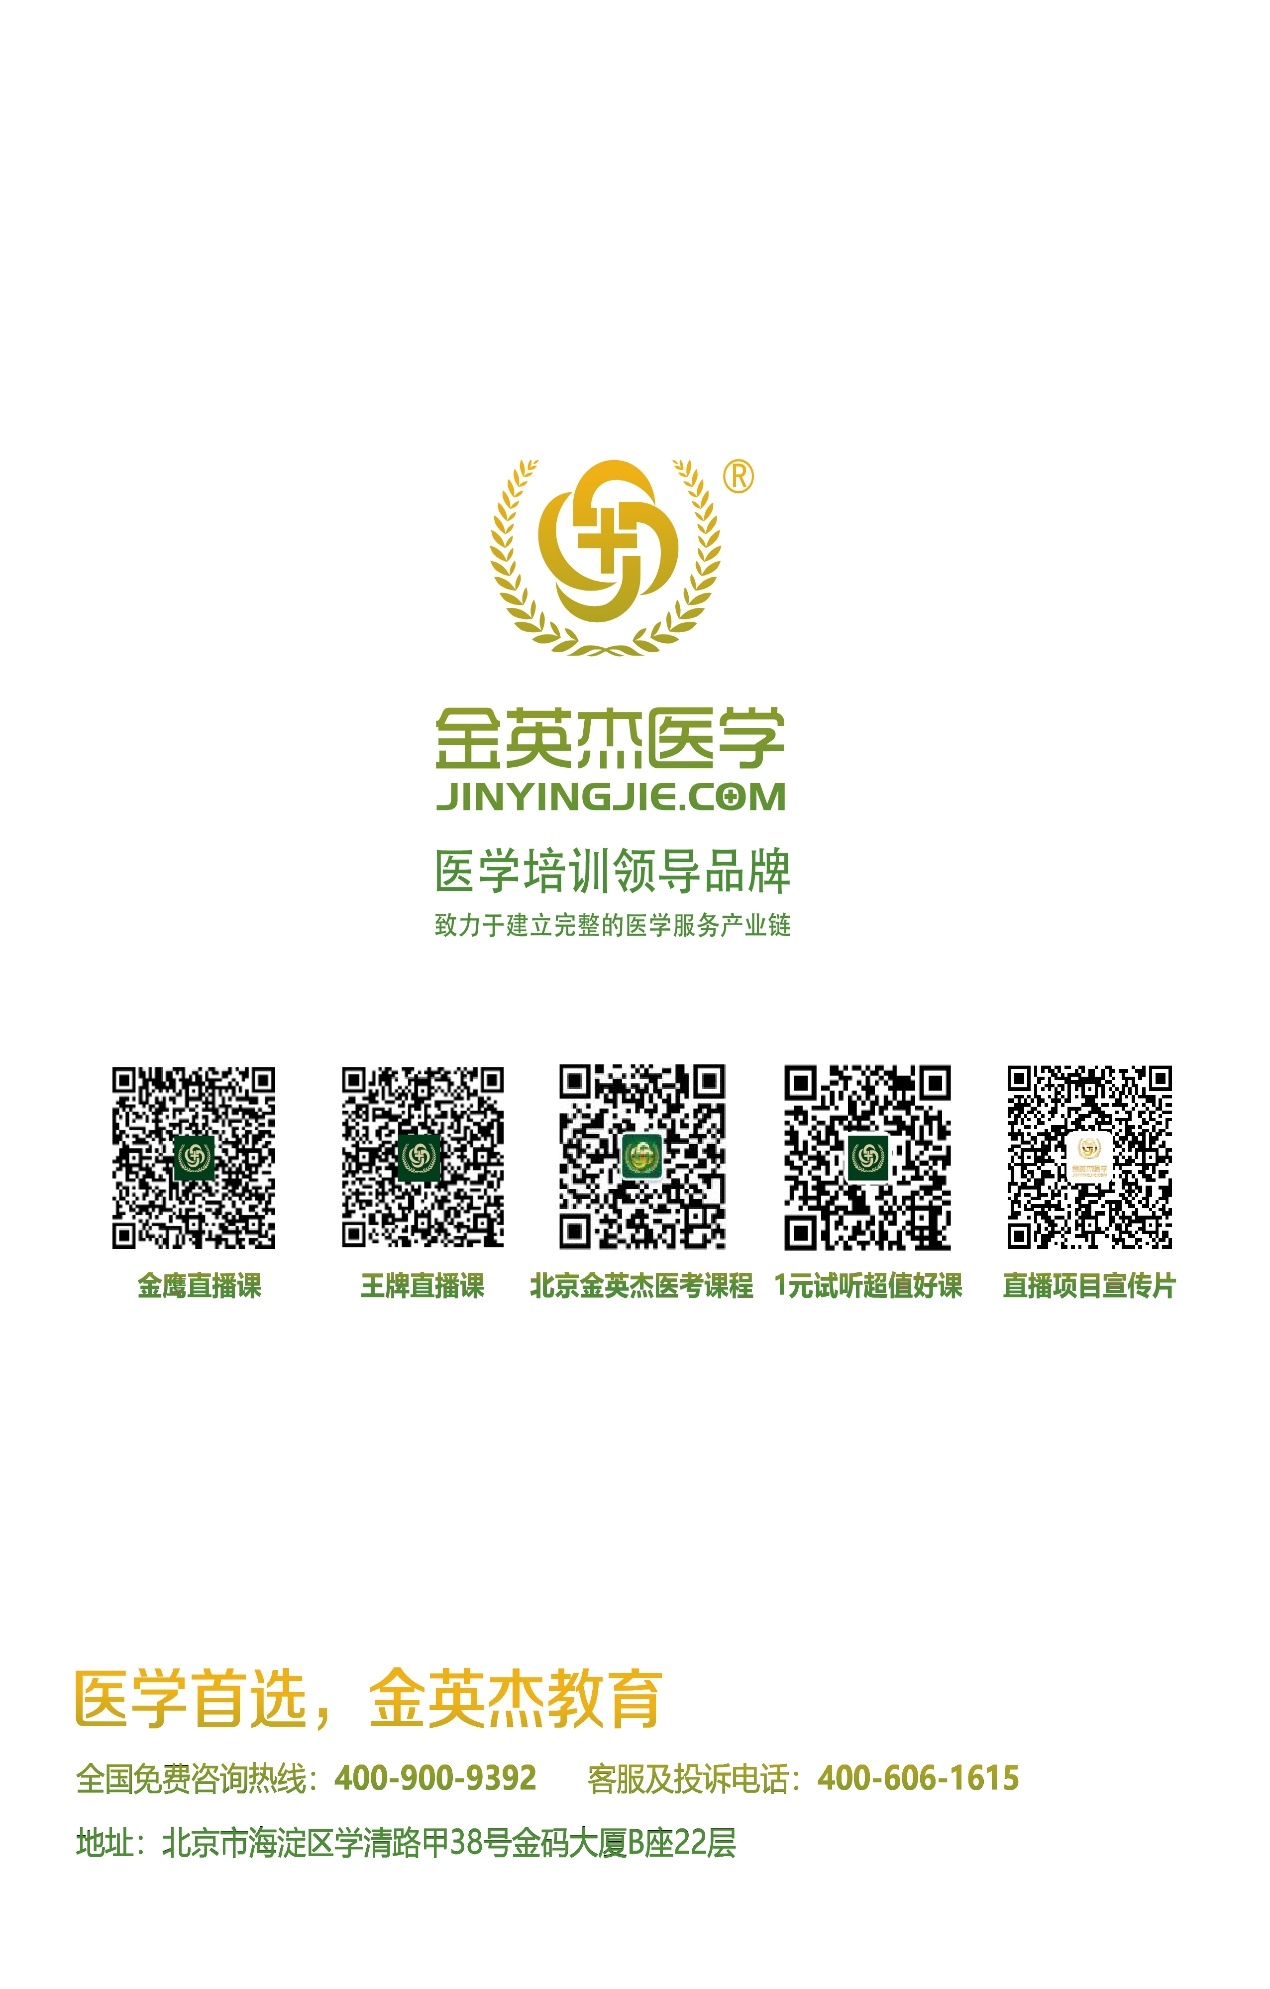 ®
金英杰医学
JINYINGJIE.COM
医学培训领导品牌
致力于建立完整的医学服务产业链
金鹰直播课
王牌直播课
北京金英杰医考课程
1元试听超值好课
直播项目宣传片
医学首选，金英杰教育
全国免费咨询热线：400-900-9392 客服及投诉电话：400-606-1615
地址：北京市海淀区学清路甲38号金码大厦B座22层